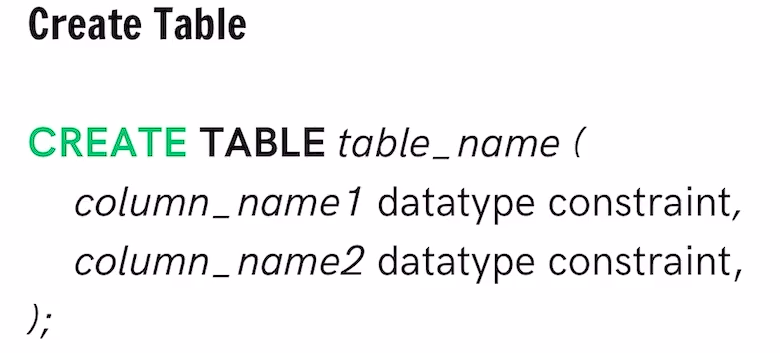 Create Table
CREATE TABLE table_name (
column_name1 datatype constraint,
column_name2 datatype constraint,
);